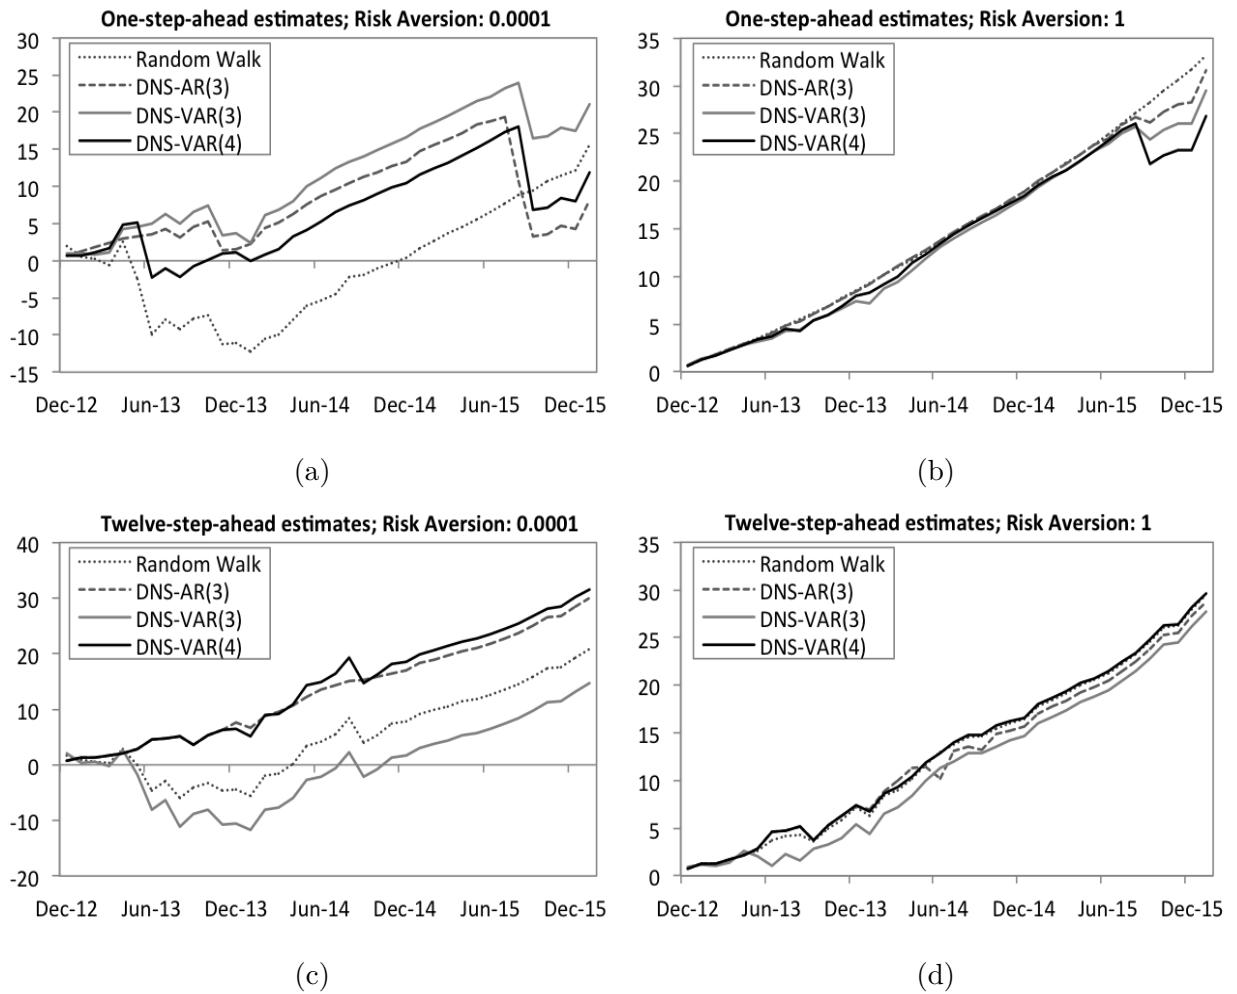 One-step-ahead estimates; Risk Aversion: 0.0001
30
25
20
15
10
5
0
-5
-10
-15
Random Walk
DNS-AR(3)
DNS-VAR(3)
DNS-VAR(4)
Dec-12 Jun-13 Dec-13 Jun-14 Dec-14 Jun-15 Dec-15
(a)
One-step-ahead estimates; Risk Aversion: 1
35
30
25
20
15
10
5
0
Random Walk
DNS-AR(3)
DNS-VAR(3)
DNS-VAR(4)
Dec-12 Jun-13 Dec-13 Jun-14 Dec-14 Jun-15 Dec-15
(b)
Twelve-step-ahead estimates; Risk Aversion: 0.0001
40
30
20
10
0
-10
-20
Random Walk
DNS-AR(3)
DNS-VAR(3)
DNS-VAR(4)
Dec-12 Jun-13 Dec-13 Jun-14 Dec-14 Jun-15 Dec-15
(c)
Twelve-step-ahead estimates; Risk Aversion: 1
35
30
25
20
15
10
5
0
Random Walk
DNS-AR(3)
DNS-VAR(3)
DNS-VAR(4)
Dec-12 Jun-13 Dec-13 Jun-14 Dec-14 Jun-15 Dec-15
(d)